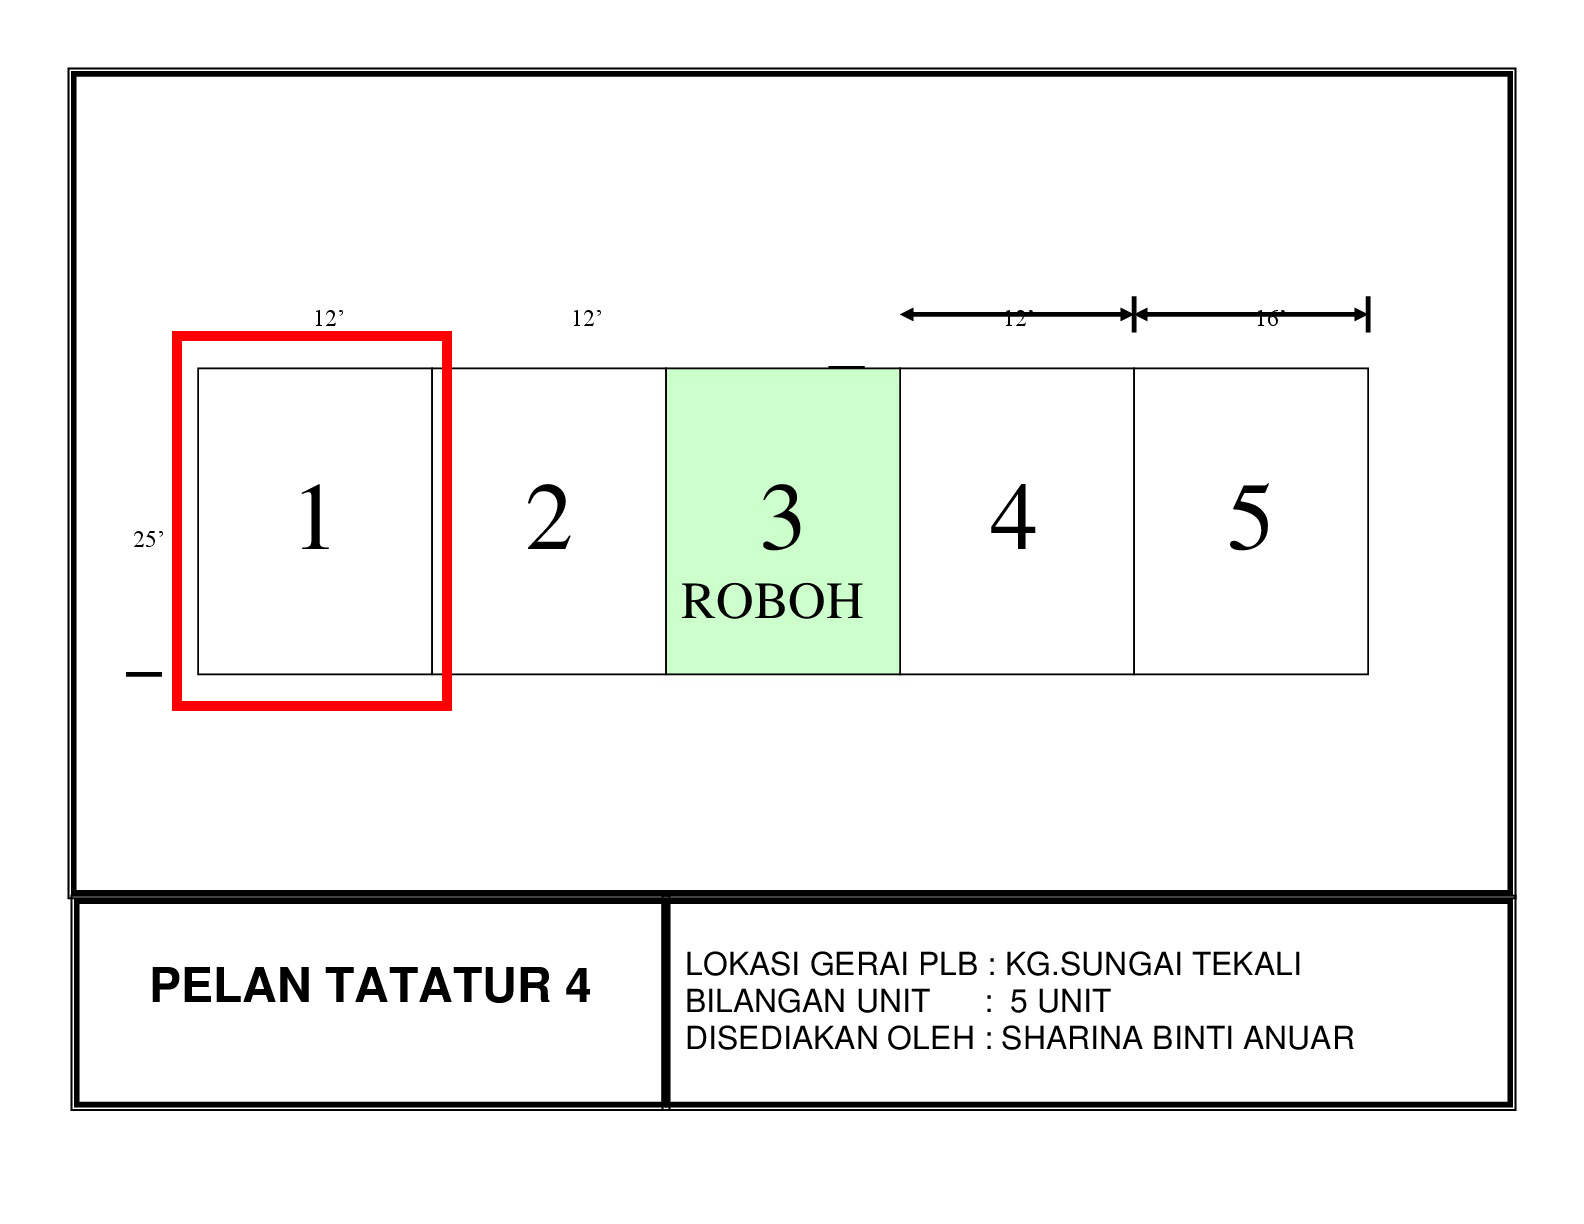 12’ 12’ 12’ 16’
1 2 3 4 5
25’
ROBOH
PELAN TATATUR 4
LOKASI GERAI PLB : KG.SUNGAI TEKALI
BILANGAN UNIT : 5 UNIT
DISEDIAKAN OLEH : SHARINA BINTI ANUAR